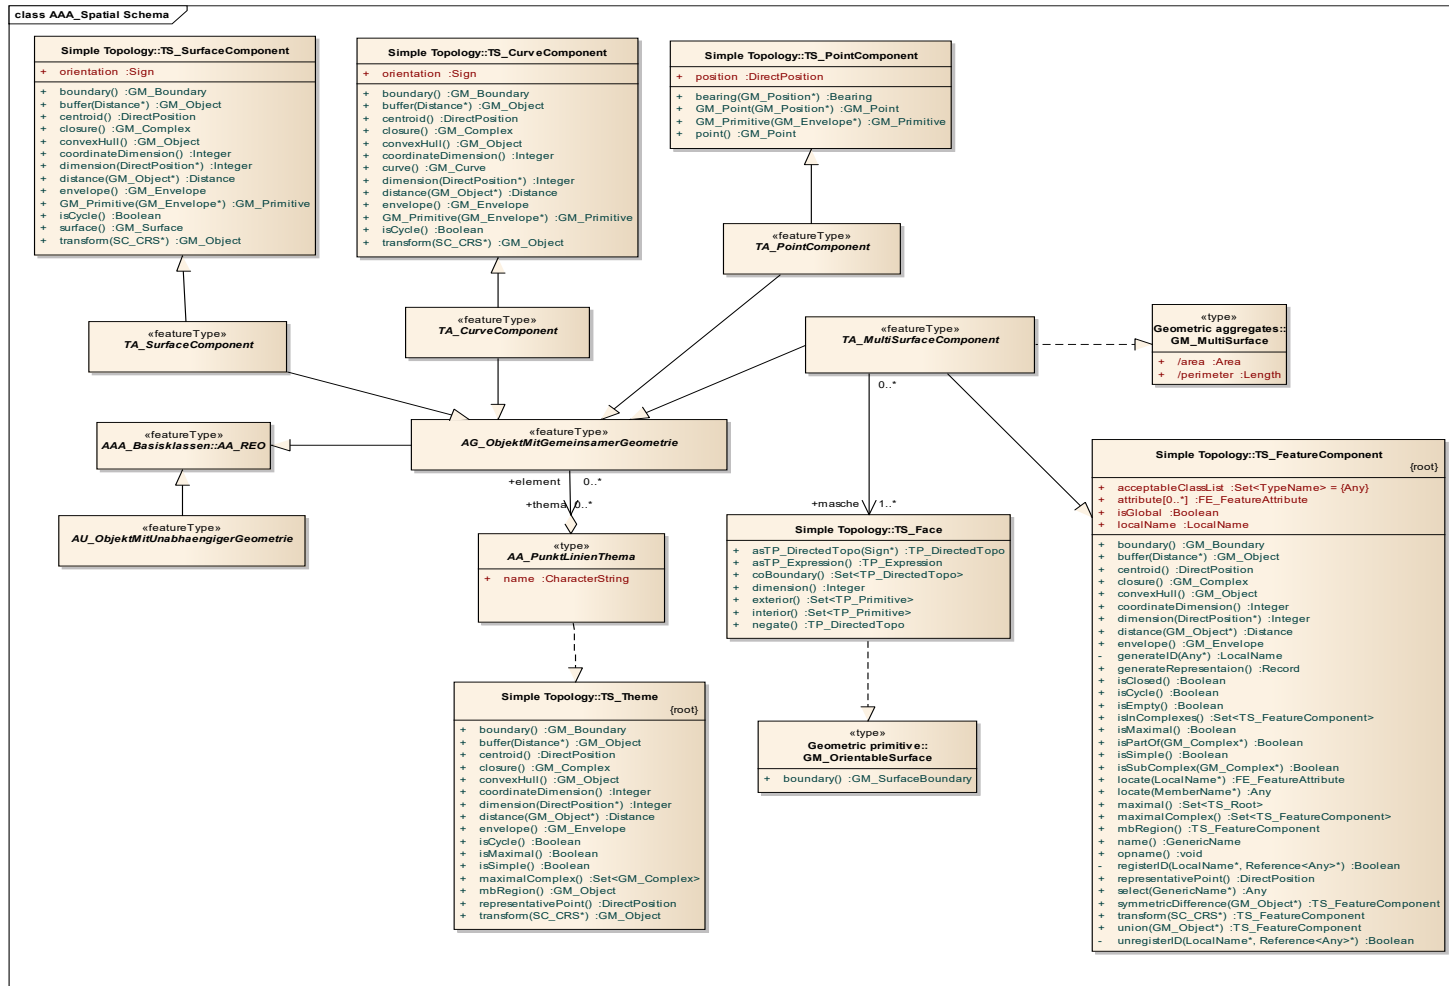 class AAA_Spatial Schema
Simple Topology::TS_SurfaceComponent
+ orientation :Sign
+ boundary() :GM_Boundary
+ buffer(Distance*) :GM_Object
+ centroid() :DirectPosition
+ closure() :GM_Complex
+ convexHull() :GM_Object
+ coordinateDimension() :Integer
+ dimension(DirectPosition*) :Integer
+ distance(GM_Object*) :Distance
+ envelope() :GM_Envelope
+ GM_Primitive(GM_Envelope*) :GM_Primitive
+ isCycle() :Boolean
+ surface() :GM_Surface
+ transform(SC_CRS*) :GM_Object
Simple Topology::TS_CurveComponent
+ orientation :Sign
+ boundary() :GM_Boundary
+ buffer(Distance*) :GM_Object
+ centroid() :DirectPosition
+ closure() :GM_Complex
+ convexHull() :GM_Object
+ coordinateDimension() :Integer
+ curve() :GM_Curve
+ dimension(DirectPosition*) :Integer
+ distance(GM_Object*) :Distance
+ envelope() :GM_Envelope
+ GM_Primitive(GM_Envelope*) :GM_Primitive
+ isCycle() :Boolean
+ transform(SC_CRS*) :GM_Object
Simple Topology::TS_PointComponent
+ position :DirectPosition
+ bearing(GM_Position*) :Bearing
+ GM_Point(GM_Position*) :GM_Point
+ GM_Primitive(GM_Envelope*) :GM_Primitive
+ point() :GM_Point
«featureType»
TA_PointComponent
«featureType»
TA_SurfaceComponent
«featureType»
TA_CurveComponent
«featureType»
TA_MultiSurfaceComponent
«type»
Geometric aggregates::
GM_MultiSurface
+ /area :Area
+ /perimeter :Length
0..*
«featureType»
AAA_Basisklassen::AA_REO
«featureType»
AG_ObjektMitGemeinsamerGeometrie
+element 0..*
+thema 0..*
+masche 1..*
«featureType»
AU_ObjektMitUnabhaengigerGeometrie
«type»
AA_PunktLinienThema
+ name :CharacterString
Simple Topology::TS_Face
+ asTP_DirectedTopo(Sign*) :TP_DirectedTopo
+ asTP_Expression() :TP_Expression
+ coBoundary() :Set<TP_DirectedTopo>
+ dimension() :Integer
+ exterior() :Set<TP_Primitive>
+ interior() :Set<TP_Primitive>
+ negate() :TP_DirectedTopo
Simple Topology::TS_Theme
{root}
+ boundary() :GM_Boundary
+ buffer(Distance*) :GM_Object
+ centroid() :DirectPosition
+ closure() :GM_Complex
+ convexHull() :GM_Object
+ coordinateDimension() :Integer
+ dimension(DirectPosition*) :Integer
+ distance(GM_Object*) :Distance
+ envelope() :GM_Envelope
+ isCycle() :Boolean
+ isMaximal() :Boolean
+ isSimple() :Boolean
+ maximalComplex() :Set<GM_Complex>
+ mbRegion() :GM_Object
+ representativePoint() :DirectPosition
+ transform(SC_CRS*) :GM_Object
«type»
Geometric primitive::
GM_OrientableSurface
+ boundary() :GM_SurfaceBoundary
Simple Topology::TS_FeatureComponent
{root}
+ acceptableClassList :Set<TypeName> = {Any}
+ attribute[0..*] :FE_FeatureAttribute
+ isGlobal :Boolean
+ localName :LocalName
+ boundary() :GM_Boundary
+ buffer(Distance*) :GM_Object
+ centroid() :DirectPosition
+ closure() :GM_Complex
+ convexHull() :GM_Object
+ coordinateDimension() :Integer
+ dimension(DirectPosition*) :Integer
+ distance(GM_Object*) :Distance
+ envelope() :GM_Envelope
- generateID(Any*) :LocalName
+ generateRepresentaion() :Record
+ isClosed() :Boolean
+ isCycle() :Boolean
+ isEmpty() :Boolean
+ isInComplexes() :Set<TS_FeatureComponent>
+ isMaximal() :Boolean
+ isPartOf(GM_Complex*) :Boolean
+ isSimple() :Boolean
+ isSubComplex(GM_Complex*) :Boolean
+ locate(LocalName*) :FE_FeatureAttribute
+ locate(MemberName*) :Any
+ maximal() :Set<TS_Root>
+ maximalComplex() :Set<TS_FeatureComponent>
+ mbRegion() :TS_FeatureComponent
+ name() :GenericName
+ opname() :void
- registerID(LocalName*, Reference<Any>*) :Boolean
+ representativePoint() :DirectPosition
+ select(GenericName*) :Any
+ symmetricDifference(GM_Object*) :TS_FeatureComponent
+ transform(SC_CRS*) :TS_FeatureComponent
+ union(GM_Object*) :TS_FeatureComponent
- unregisterID(LocalName*, Reference<Any>*) :Boolean